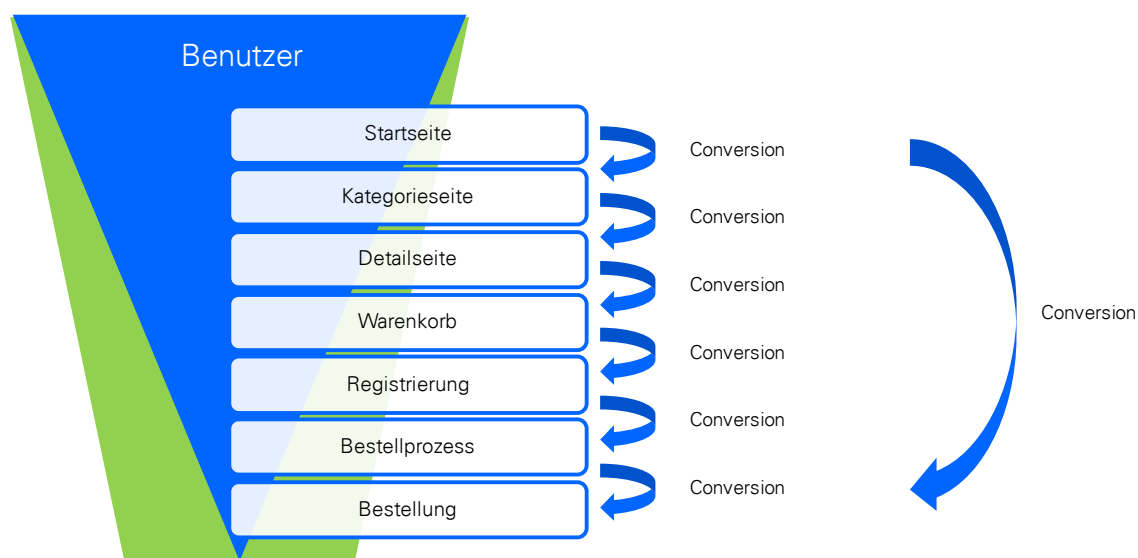 Benutzer
Startseite
Conversion
Kategorieseite
Conversion
Detailseite
Conversion
Conversion
Warenkorb
Conversion
Registrierung
Conversion
Bestellprozess
Conversion
Bestellung